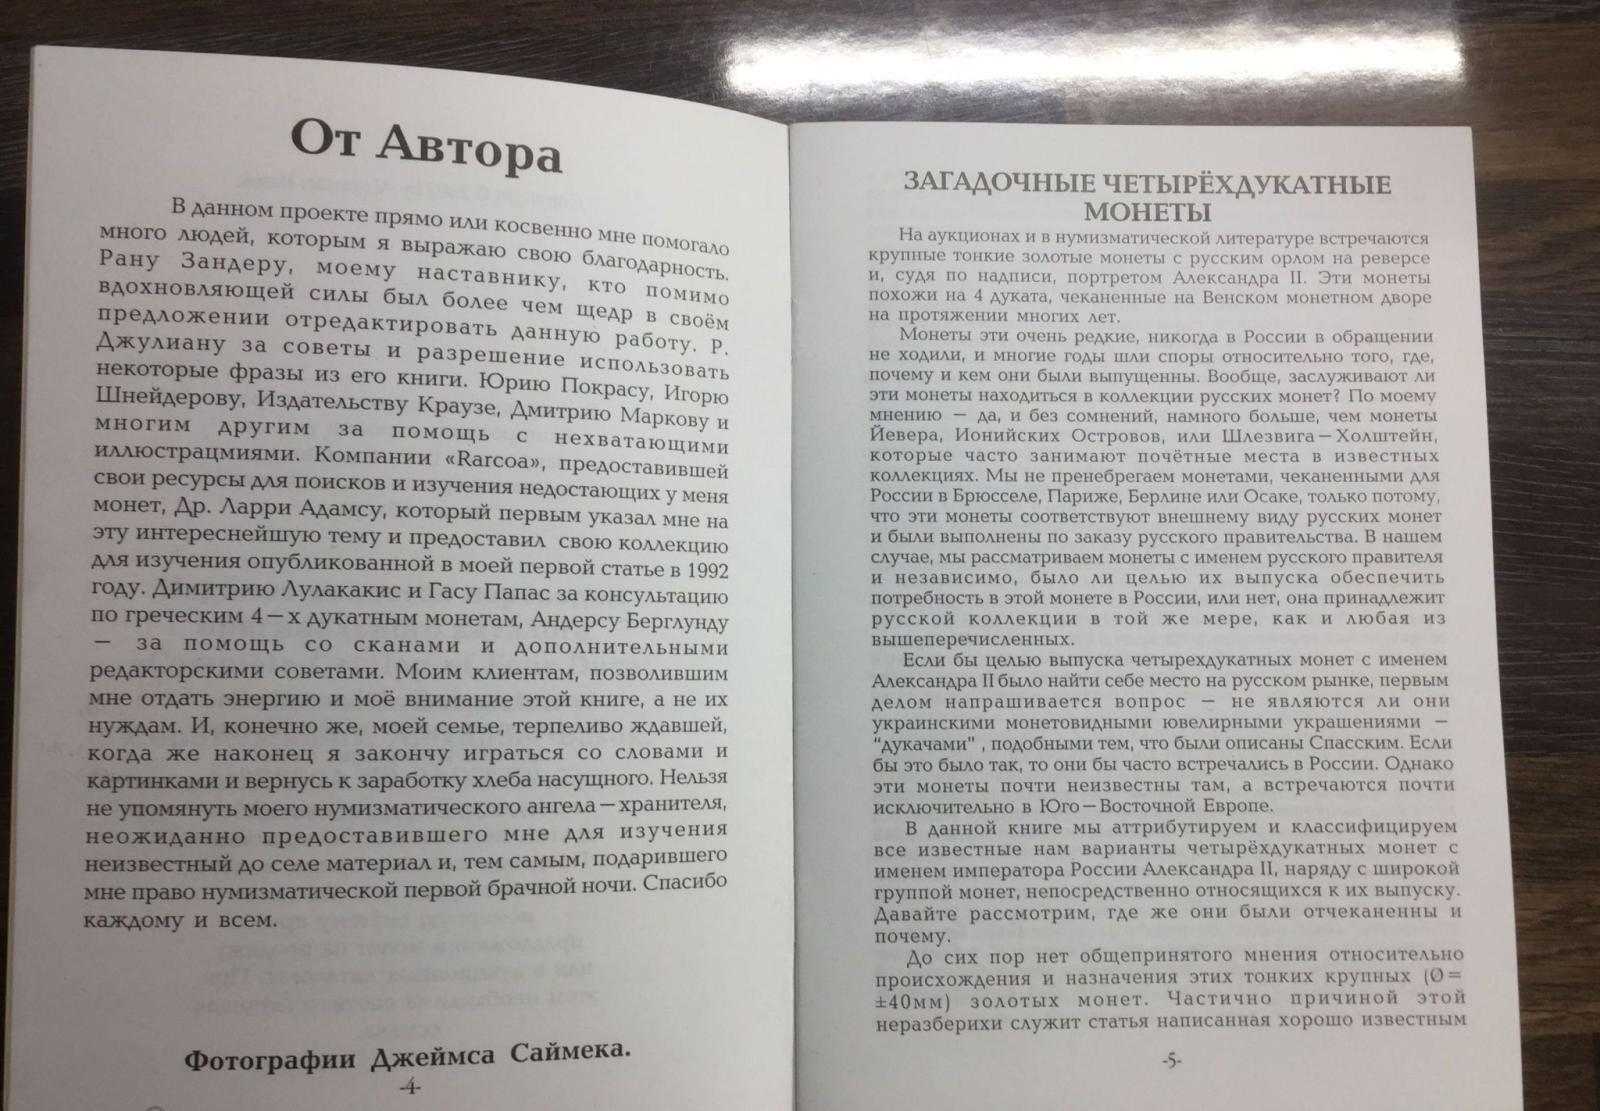 От Автора
В данном проекте прямо или косвенно мне помогало
много людей, которым я выражаю свою благодарность.
Рану Зандеру, моему наставнику, кто помимо
вдохновляющей силы был более чем щедр в своём
предложении отредактировать данную работу. Р.
Джулиану за советы и разрешение использовать
некоторые фразы из его книги. Юрию Покрасу, Игорю
Шнейдерову, Издательству Краузе, Дмитрию Маркову и
многим другим за помощь с нехватающими
иллюстрацмиями. Компании «Rarcoa», предоставившей
свои ресурсы для поисков и изучения недостающих у меня
монет, Др. Ларри Адамсу, который первым указал мне на
эту интереснейшую тему и предоставил свою коллекцию
для изучения опубликованной в моей первой статье в 1992
году. Димитрию Лулакакис и Гасу Папас за консультацию
по греческим 4—х дукатным монетам, Андерсу Берглунду
— за помощь со сканами и дополнительными
редакторскими советами. Моим клиентам, позволившим
мне отдать энергию и моё внимание этой книге, а не их
нуждам. И, конечно же, моей семье, терпеливо ждавшей,
когда же наконец я закончу играться со словами и
картинками и вернусь к заработку хлеба насущного. Нельзя
не упомянуть моего нумизматического ангела—хранителя,
неожиданно предоставившего мне для изучения
неизвестный до селе материал и, тем самым, подарившего
мне право нумизматической первой брачной ночи. Спасибо
каждому и всем.
Фотографии Джеймса Саймека.
-4-
ЗАГАДОЧНЫЕ ЧЕТЫРЁХДУКАТНЫЕ
МОНЕТЫ
На аукционах и в нумизматической литературе встречаются
крупные тонкие золотые монеты с русским орлом на реверсе
и, судя по надписи, портретом Александра II. Эти монеты
похожи на 4 дуката, чеканенные на Венском монетном дворе
на протяжении многих лет.
Монеты эти очень редкие, никогда в России в обращении
не ходили, и многие годы шли споры относительно того, где,
почему и кем они были выпущенны. Вообще, заслуживают ли
эти монеты находиться в коллекции русских монет? По моему
мнению — да, и без сомнений, намного больше, чем монеты
Йевера, Ионийских Островов, или Шлезвига—Холштейн,
которые часто занимают почётные места в известных
коллекциях. Мы не пренебрегаем монетами, чеканенными для
России в Брюсселе, Париже, Берлине или Осаке, только потому,
что эти монеты соответствуют внешнему виду русских монет
и были выполнены по заказу русского правительства. В нашем
случае, мы рассматриваем монеты с именем русского правителя
и независимо, было ли целью их выпуска обеспечить
потребность в этой монете в России, или нет, она принадлежит
русской коллекции в той же мере, как и любая из
вышеперечисленных.
Если бы целью выпуска четырехдукатных монет с именем
Александра II было найти себе место на русском рынке, первым
делом напрашивается вопрос — не являются ли они
украинскими монетовидными ювелирными украшениями —
"дукачами" , подобными тем, что были описаны Спасским. Если
бы это было так, то они бы часто встречались в России. Однако
эти монеты почти неизвестны там, а встречаются почти
исключительно в Юго—Восточной Европе.
В данной книге мы аттрибутируем и классифицируем
все известные нам варианты четырёхдукатных монет с
именем императора России Александра II, наряду с широкой
группой монет, непосредственно относящихся к их выпуску.
Давайте рассмотрим, где же они были отчеканенны и
почему.
До сих пор нет общепринятого мнения относительно
происхождения и назначения этих тонких крупных (Ø=
±40мм) золотых монет. Частично причиной этой
неразберихи служит статья написанная хорошо известным
-5-